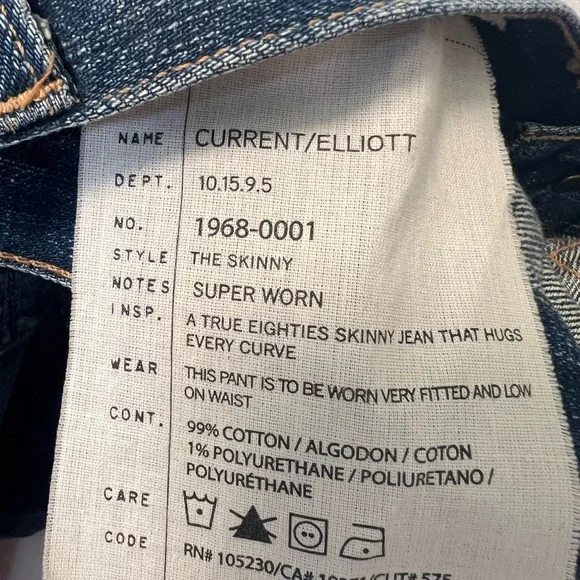 NAME CURRENT/ELLIOTT
DEPT. 10.15.9.5
NO. 1968-0001
STYLE THE SKINNY
NOTES SUPER WORN
INSP. A TRUE EIGHTIES SKINNY JEAN THAT HUGS
EVERY CURVE
WEAR THIS PANT IS TO BE WORN VERY FITTED AND LOW
ON WAIST
CONT. 99% COTTON / ALGODON / COTON
1% POLYURETHANE / POLIURETANO /
POLYURÉTHANE
CARE
CODE RN# 105230/CA#